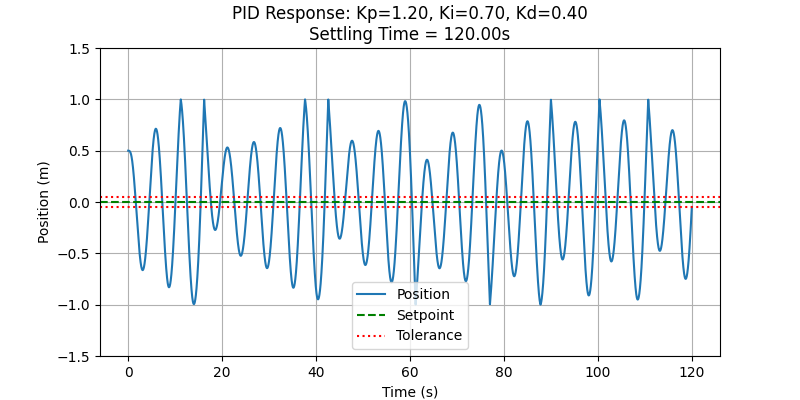 PID Response: Kp=1.20, Ki=0.70, Kd=0.40
Settling Time = 120.00s
1.5
1.0
0.5
0.0
−0.5
−1.0
−1.5
Position (m)
Position
Setpoint
Tolerance
0
20
40
60
80
100
120
Time (s)